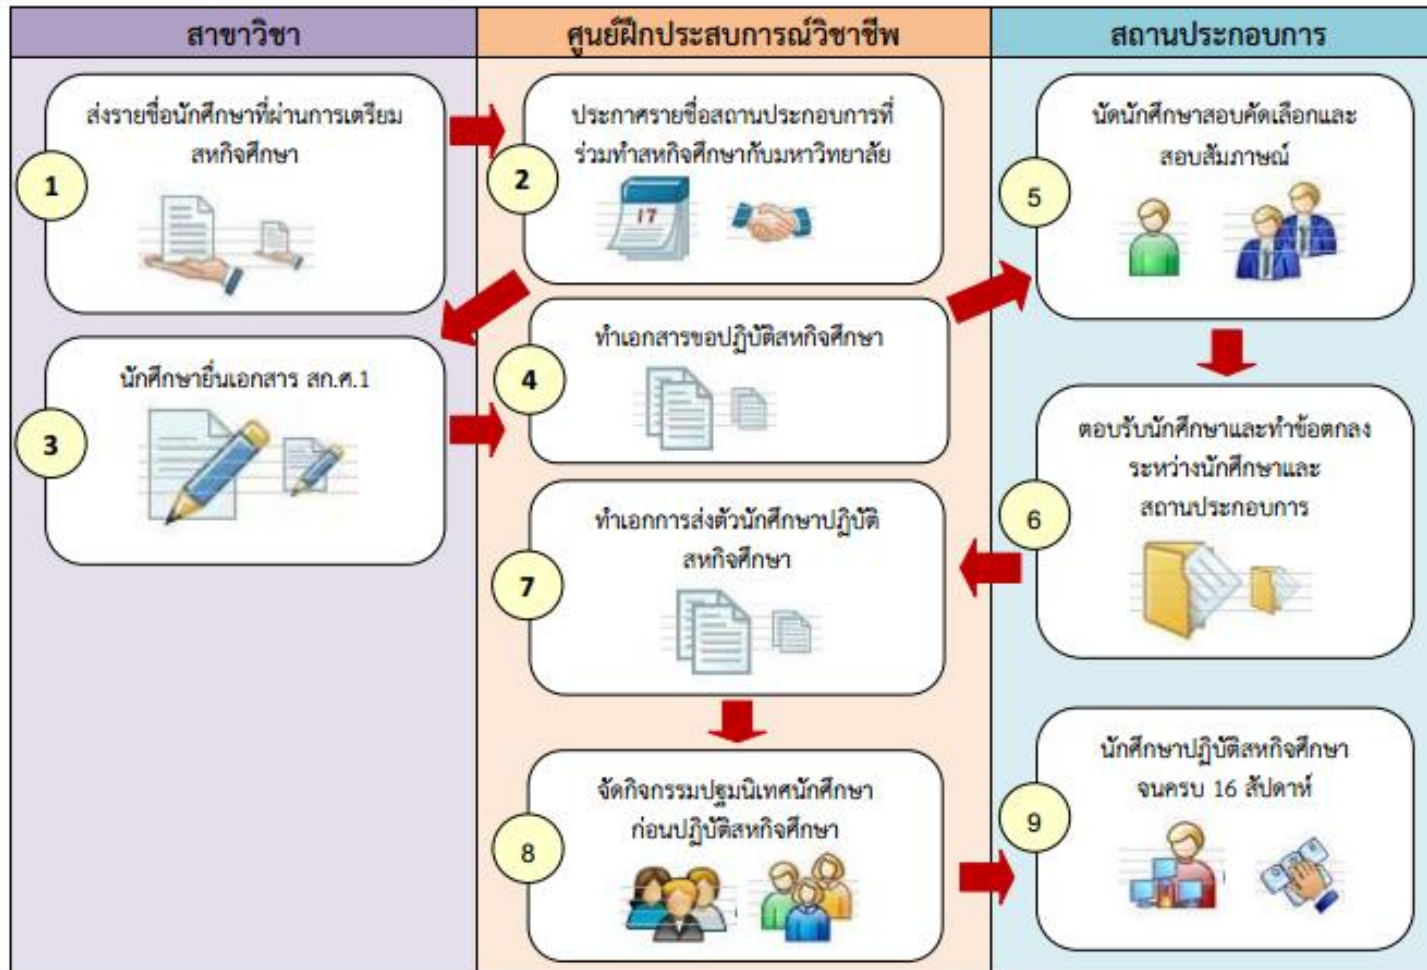 สาขาวิชา
ศูนย์ฝึกประสบการณ์วิชาชีพ
สถานประกอบการ
1
ส่งรายชื่อนักศึกษาที่ผ่านการเตรียม
สหกิจศึกษา
2
ประกาศรายชื่อสถานประกอบการที่
ร่วมทำสหกิจศึกษากับมหาวิทยาลัย
17
3
นักศึกษายื่นเอกสาร สก.ศ.1
4
ทำเอกสารขอปฏิบัติสหกิจศึกษา
5
นัดนักศึกษาสอบคัดเลือกและ
สอบสัมภาษณ์
6
ตอบรับนักศึกษาและทำข้อตกลง
ระหว่างนักศึกษาและ
สถานประกอบการ
7
ทำเอกการส่งตัวนักศึกษาปฏิบัติ
สหกิจศึกษา
8
จัดกิจกรรมปฐมนิเทศนักศึกษา
ก่อนปฏิบัติสหกิจศึกษา
9
นักศึกษาปฏิบัติสหกิจศึกษา
จนครบ 16 สัปดาห์